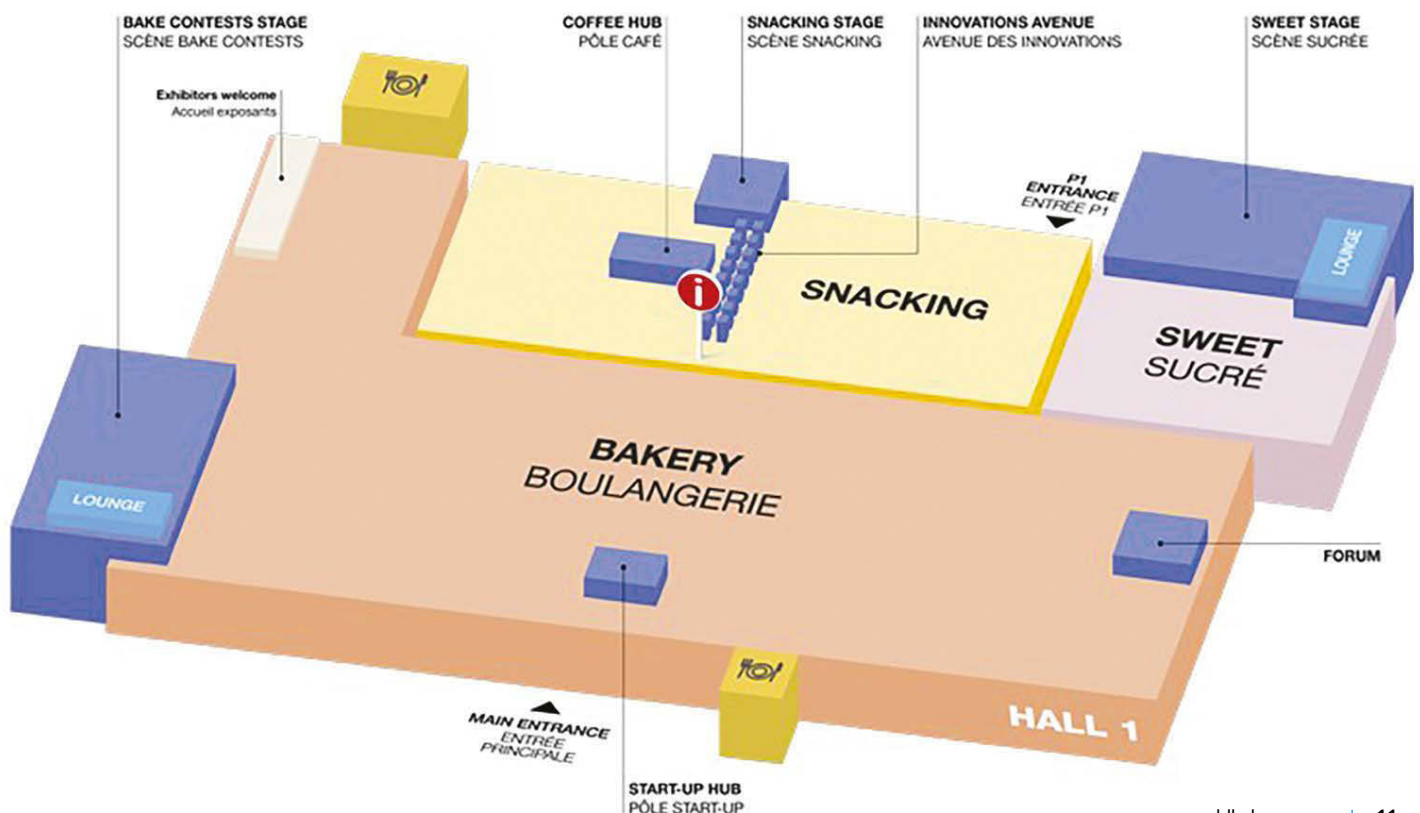 BAKE CONTESTS STAGE
SCÈNE BAKE CONTESTS
COFFEE HUB
PÔLE CAFÉ
SNACKING STAGE
SCÈNE SNACKING
INNOVATIONS AVENUE
AVENUE DES INNOVATIONS
SWEET STAGE
SCÈNE SUCRÉE
Exhibitors welcome
Accueil exposants
P1
ENTRANCE
ENTRÉE P1
LOUNGE
i
SNACKING
SWEET
SUCRÉ
BAKERY
BOULANGERIE
LOUNGE
FORUM
HALL 1
MAIN ENTRANCE
ENTRÉE
PRINCIPALE
START-UP HUB
PÔLE START-UP
11